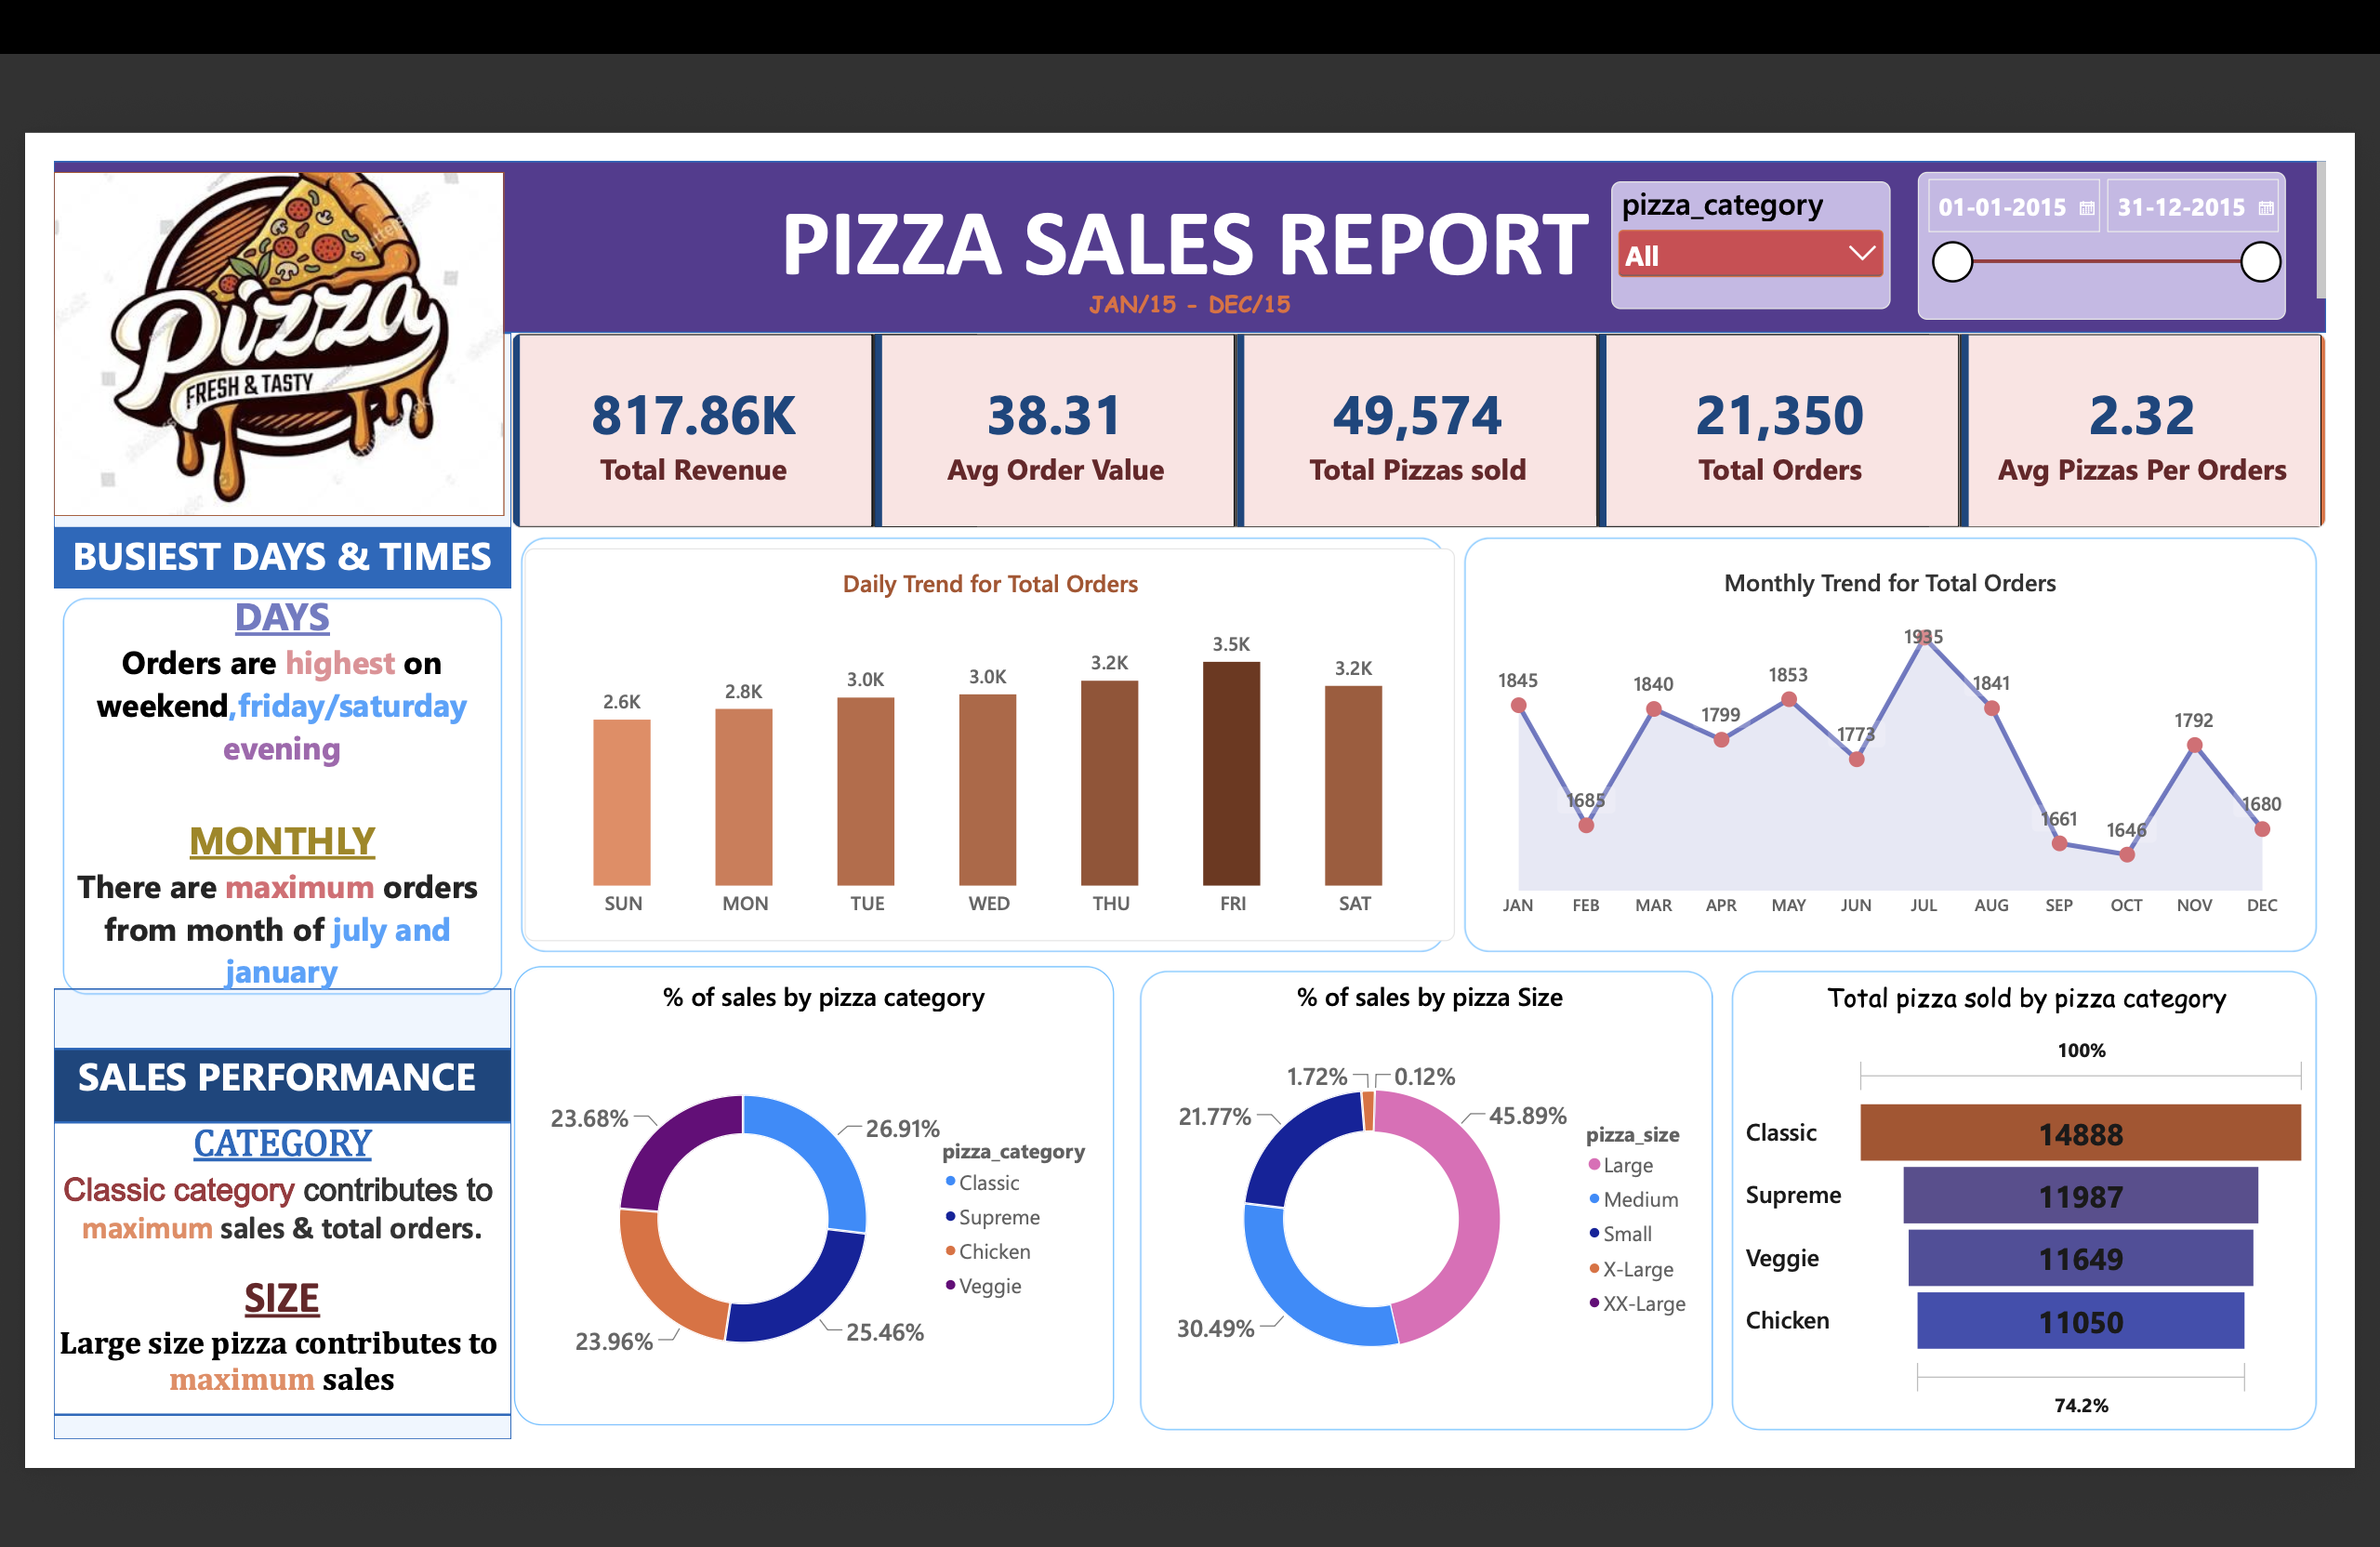 Pizza
FRESH & TASTY
PIZZA SALES REPORT
JAN/15 - DEC/15
pizza_category
All
01-01-2015
31-12-2015
817.86K
Total Revenue
38.31
Avg Order Value
49,574
Total Pizzas sold
21,350
Total Orders
2.32
Avg Pizzas Per Orders
BUSIEST DAYS & TIMES
DAYS
Orders are highest on
weekend,friday/saturday
evening
MONTHLY
There are maximum orders
from month of july and
january
Daily Trend for Total Orders
2.6K
2.8K
3.0K
3.0K
3.2K
3.5K
3.2K
SUN
MON
TUE
WED
THU
FRI
SAT
Monthly Trend for Total Orders
1845
1685
1840
1799
1853
1773
1935
1841
1661
1646
1792
1680
JAN
FEB
MAR
APR
MAY
JUN
JUL
AUG
SEP
OCT
NOV
DEC
SALES PERFORMANCE
CATEGORY
Classic category contributes to
maximum sales & total orders.
SIZE
Large size pizza contributes to
maximum sales
% of sales by pizza category
23.68%
26.91%
23.96%
25.46%
pizza_category
Classic
Supreme
Chicken
Veggie
% of sales by pizza Size
1.72%
0.12%
21.77%
45.89%
30.49%
pizza_size
Large
Medium
Small
X-Large
XX-Large
Total pizza sold by pizza category
100%
Classic
14888
Supreme
11987
Veggie
11649
Chicken
11050
74.2%